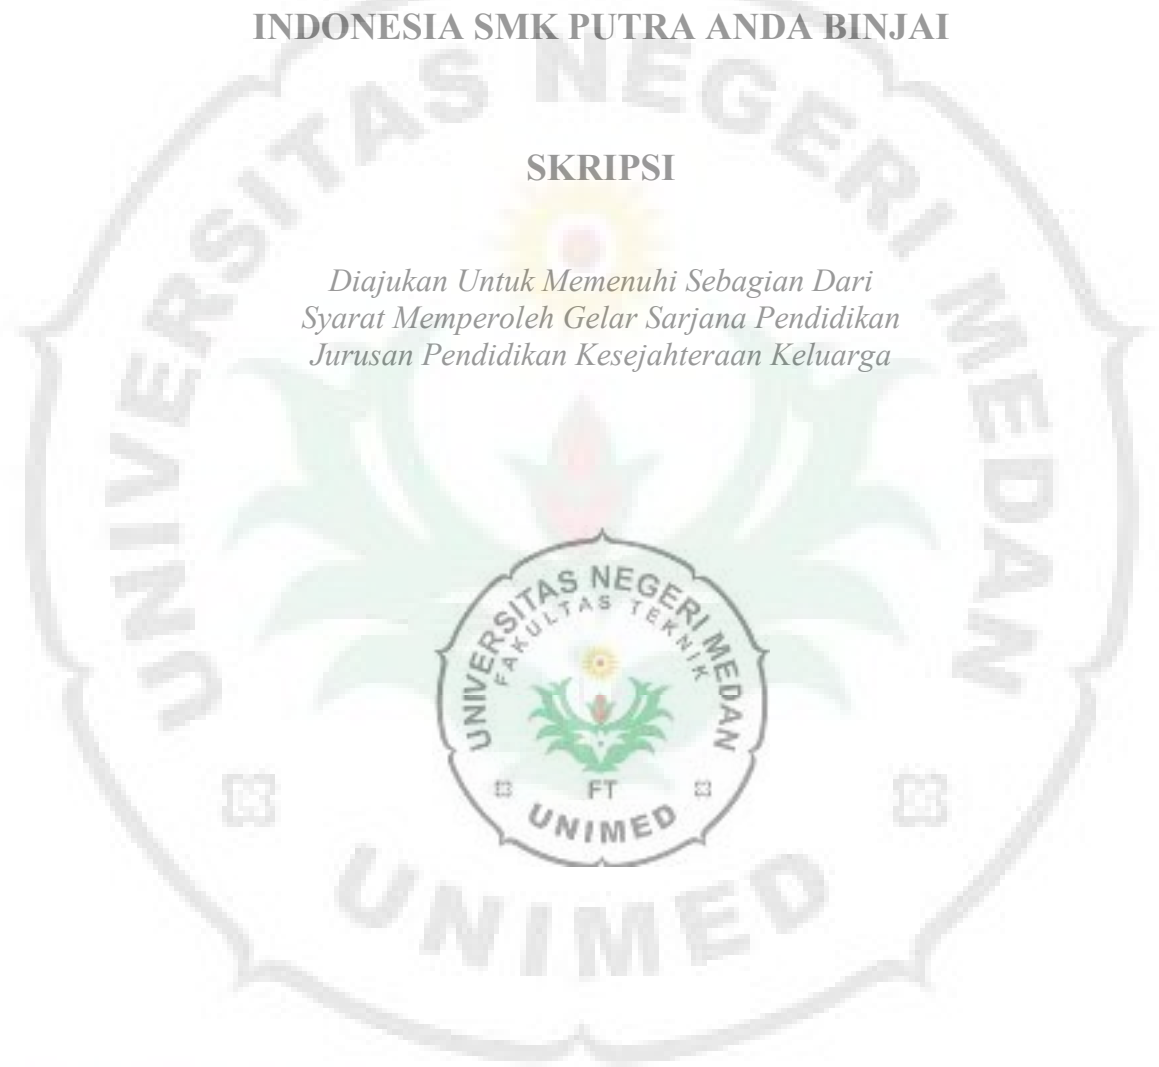 INDONESIA SMK PUTRA ANDA BINJAI
SKRIPSI
Diajukan Untuk Memenuhi Sebagian Dari
Syarat Memperoleh Gelar Sarjana Pendidikan
Jurusan Pendidikan Kesejahteraan Keluarga
UNIVERSITAS NEGERI MEDAN
FAKULTAS TEKNIK
FT
UNIMED
UNIVERSITAS NEGERI MEDAN
UNIMED